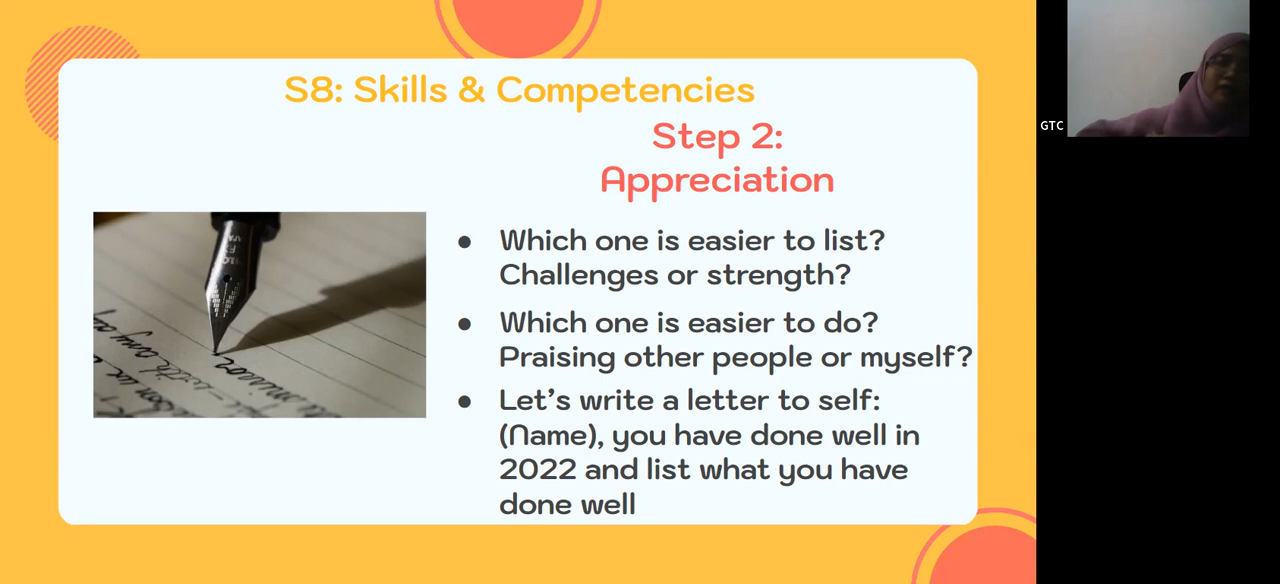 S8: Skills & Competencies
Step 2:
Appreciation
● Which one is easier to list?
Challenges or strength?
● Which one is easier to do?
Praising other people or myself?
● Let's write a letter to self:
(Name), you have done well in
2022 and list what you have
done well
GTC